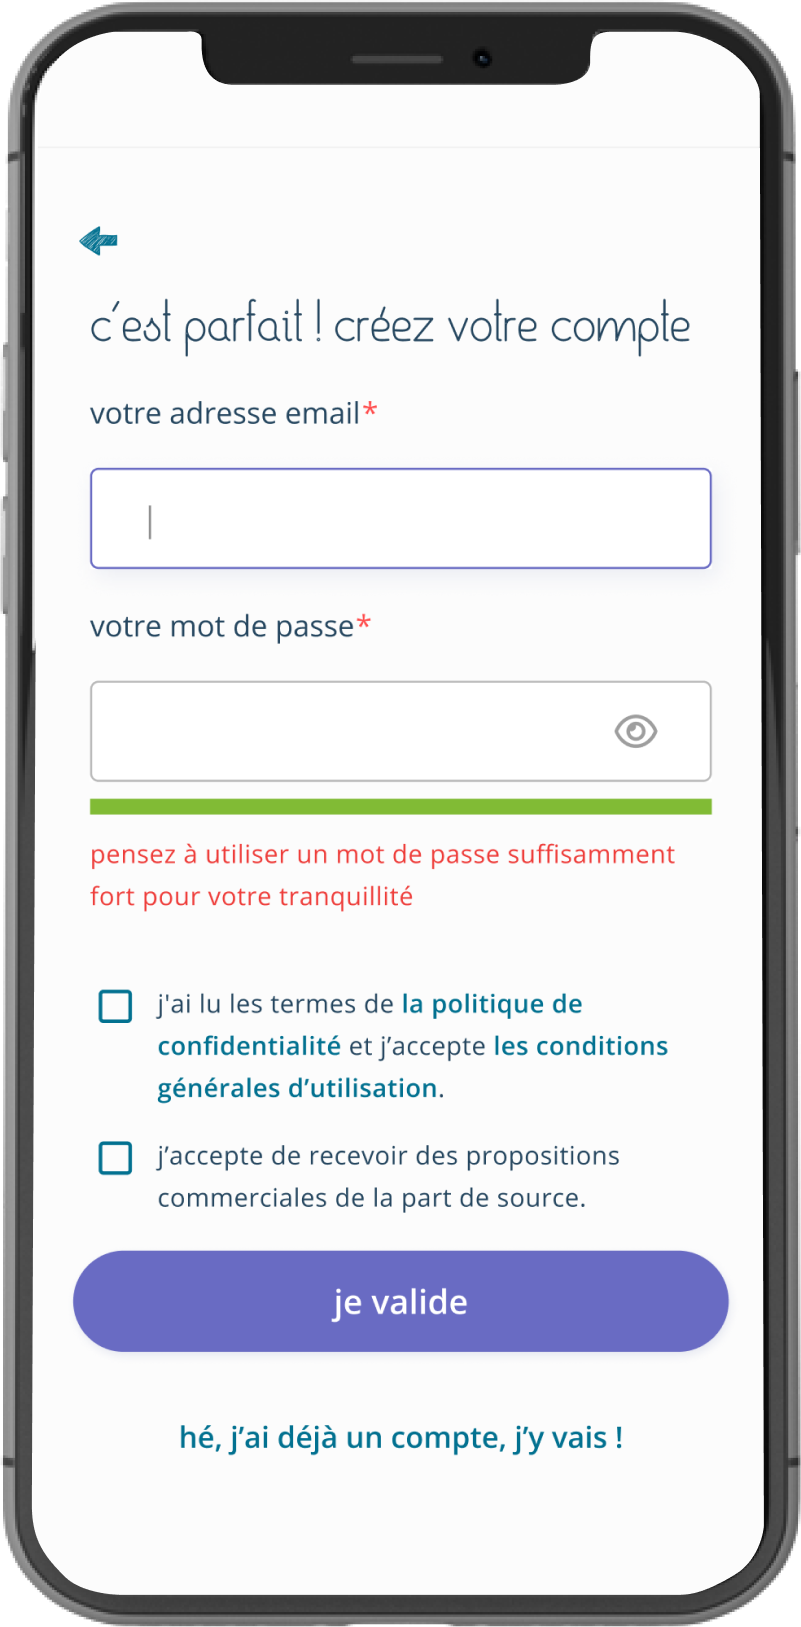 c'est parfait ! créez votre compte
votre adresse email*
votre mot de passe*
pensez à utiliser un mot de passe suffisamment
fort pour votre tranquillité
j'ai lu les termes de la politique de
confidentialité et j’accepte les conditions
générales d’utilisation.
j’accepte de recevoir des propositions
commerciales de la part de source.
je valide
hé, j’ai déjà un compte, j’y vais !